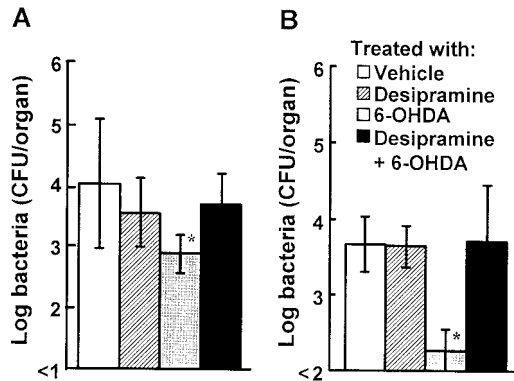 A
Log bacteria (CFU/organ)
6
5
4
3
2
<1
*
B
Treated with:
Vehicle
Desipramine
6-OHDA
Desipramine
+ 6-OHDA
Log bacteria (CFU/organ)
6
5
4
3
<2
*